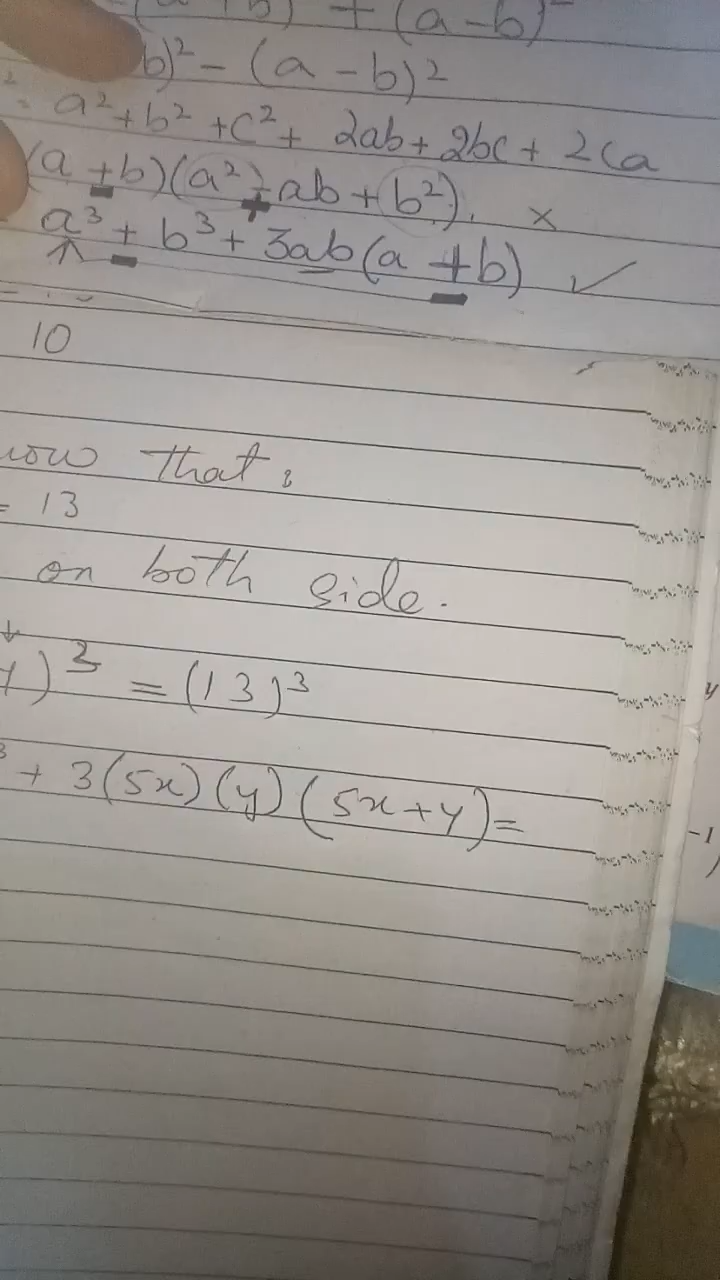 + (a - b)²
b)² - (a - b)²
a² + b² + c² + 2ab + 2bc + 2ca
(a + b)(a² + ab + b²). ×
a³ + b³ + 3ab(a + b) ✓
10
that:
= 13
on both side.
)³ = (13)³
³ + 3(5x)(y)(5x+y)=